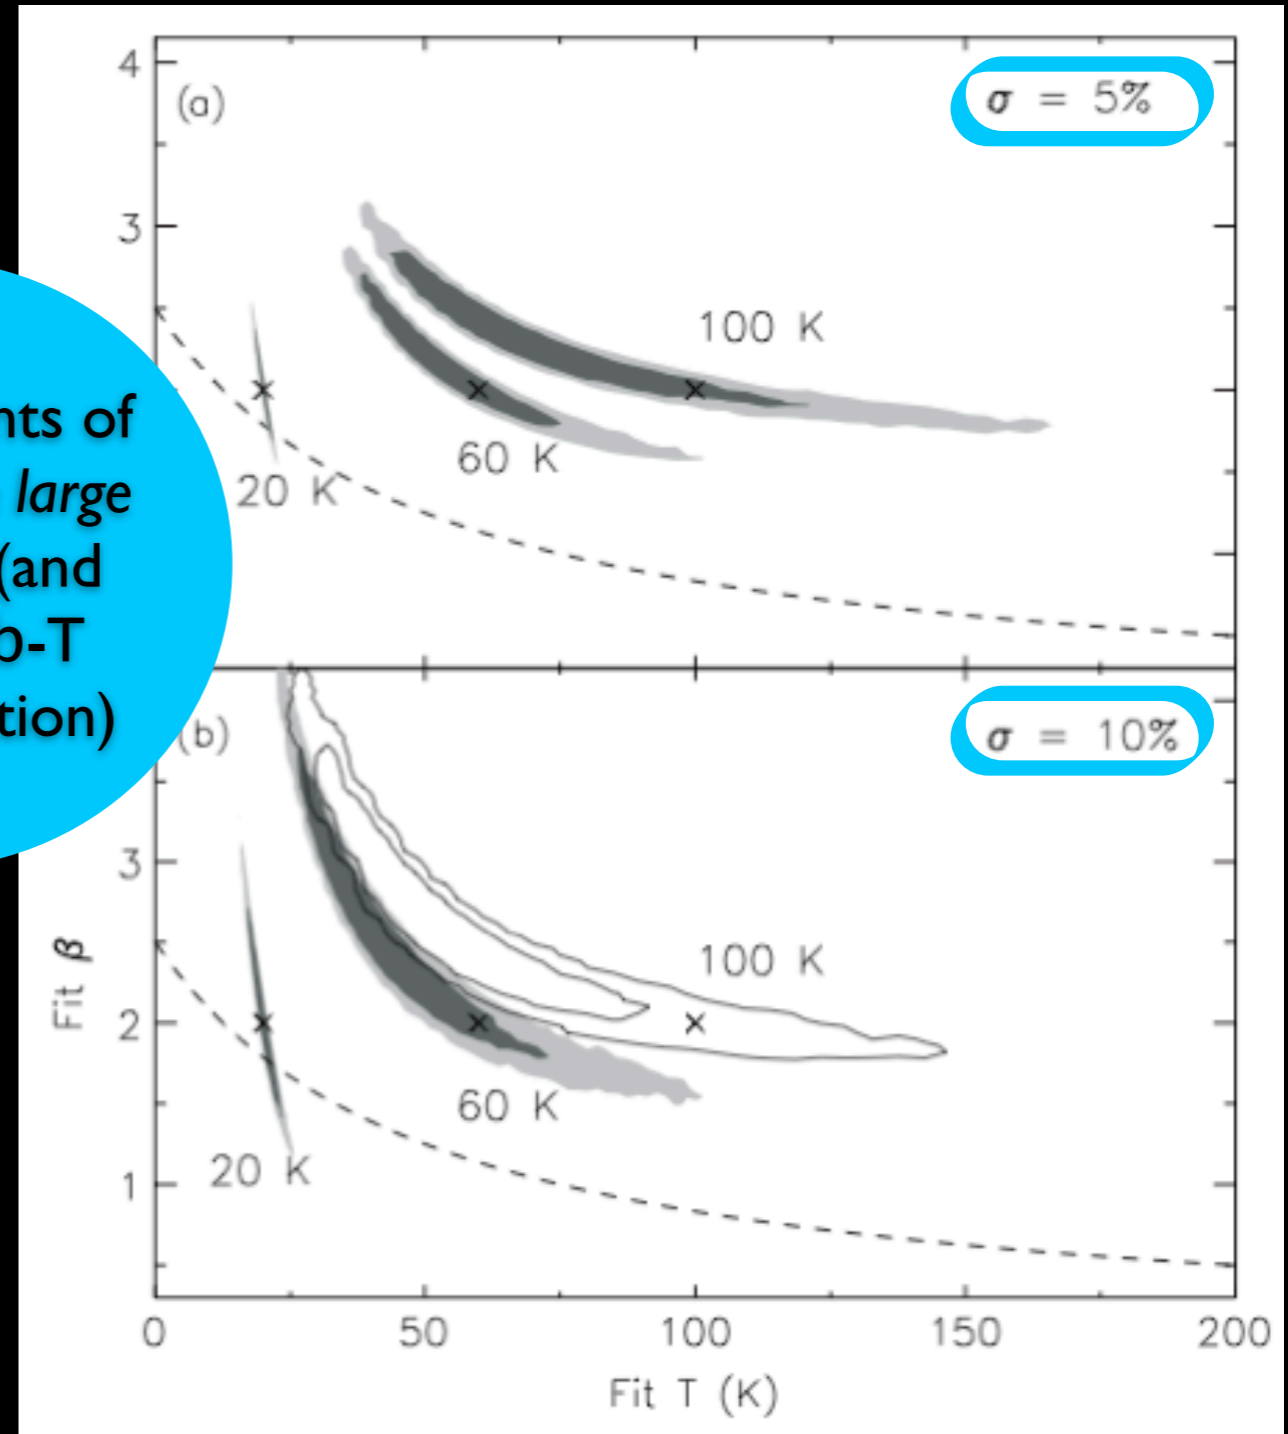 4
(a)
σ = 5%
3
100 K
60 K
20 K
nts of
large
(and
b-T
tion)
(b)
σ = 10%
3
100 K
2
60 K
20 K
1
Fit β
0 50 100 150 200
Fit T (K)